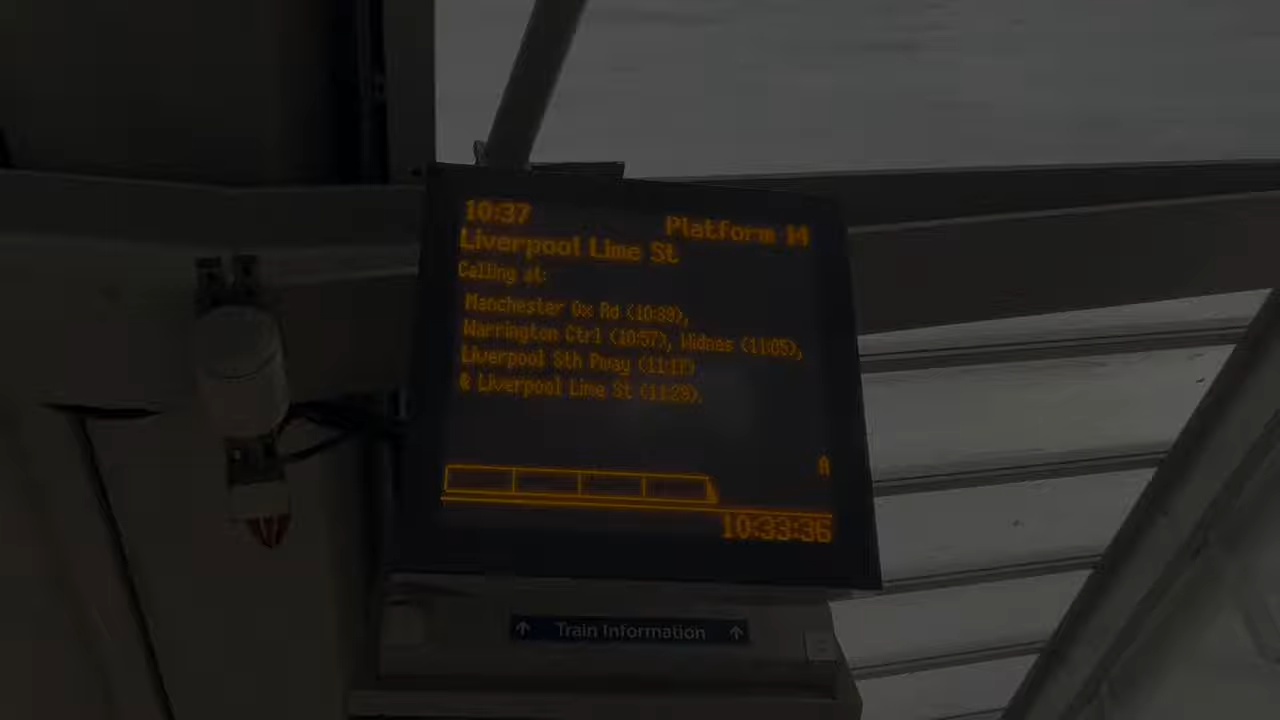 10:37 Platform 14
Liverpool Lime St
Calling at:
Manchester Ox Rd (10:39),
Warrington Ctrl (10:57), Widnes (11:05),
Liverpool Sth Pway (11:17)
& Liverpool Lime St (11:29).
A
10:33:36
↑ Train Information ↑